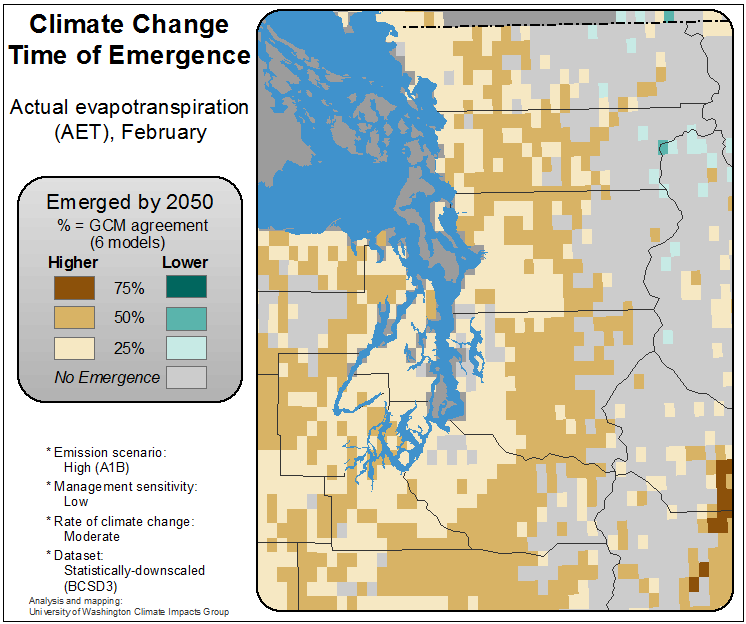 Climate Change
Time of Emergence
Actual evapotranspiration
(AET), February
Emerged by 2050
% = GCM agreement
(6 models)
Higher Lower
75%
50%
25%
No Emergence
* Emission scenario:
High (A1B)
* Management sensitivity:
Low
* Rate of climate change:
Moderate
* Dataset:
Statistically-downscaled
(BCSD3)
Analysis and mapping:
University of Washington Climate Impacts Group